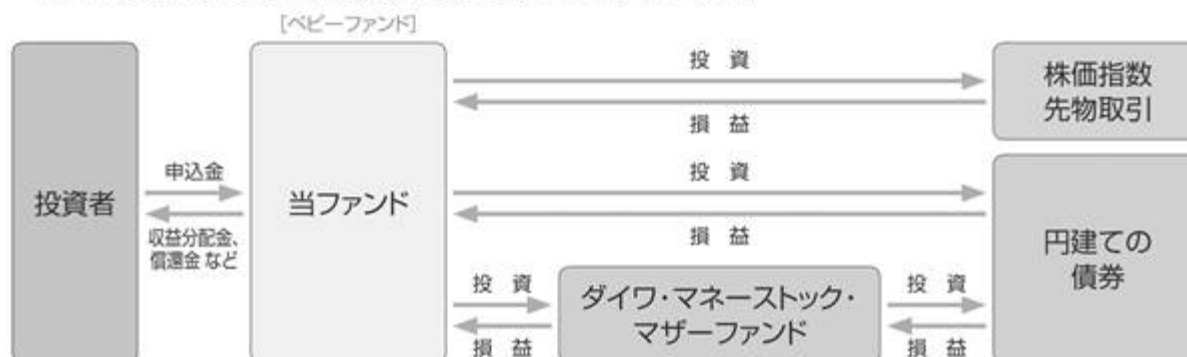 [ベビーファンド]
投資者
申込金
収益分配金、
償還金 など
当ファンド
投 資
損 益
株価指数
先物取引
投 資
損 益
円建ての
債券
投 資
損 益
ダイワ・マネーストック・
マザーファンド
投 資
損 益